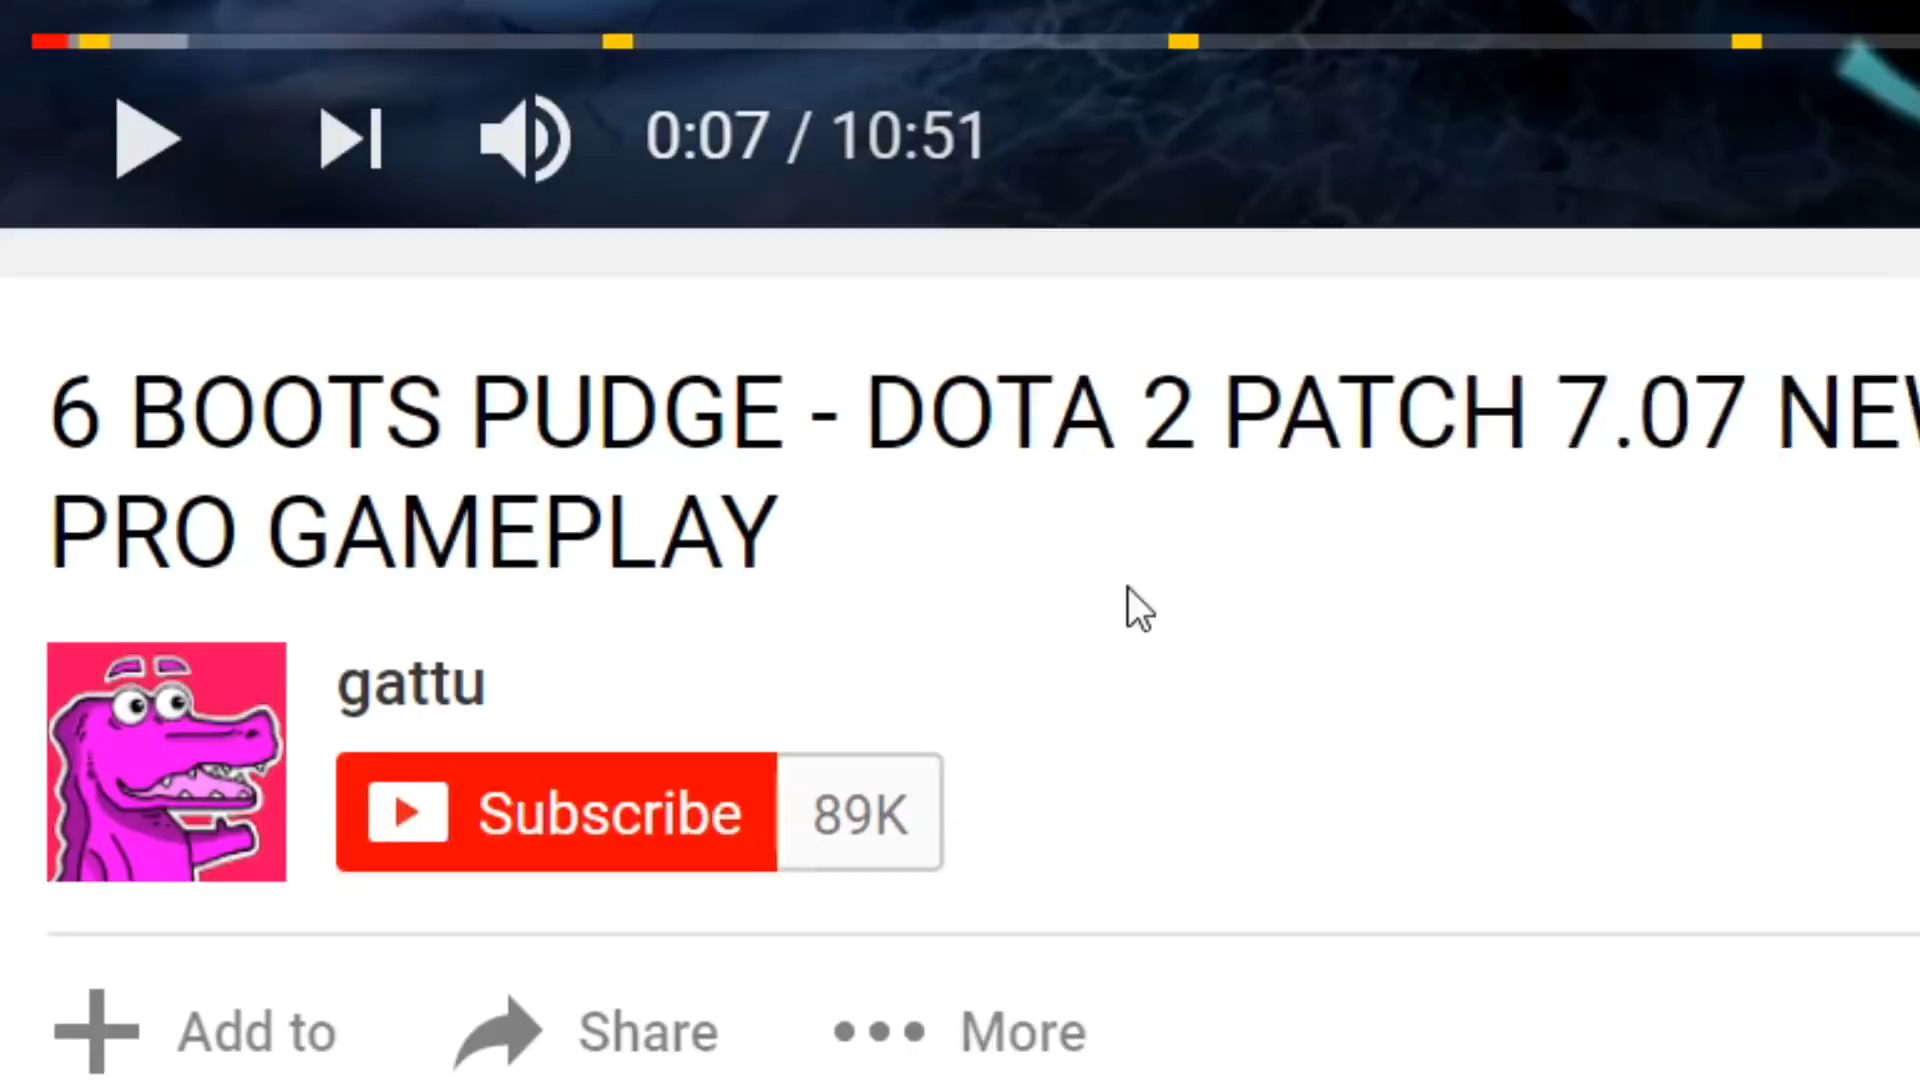 0:07 / 10:51
6 BOOTS PUDGE - DOTA 2 PATCH 7.07
PRO GAMEPLAY
gattu
Subscribe 89K
Add to Share More